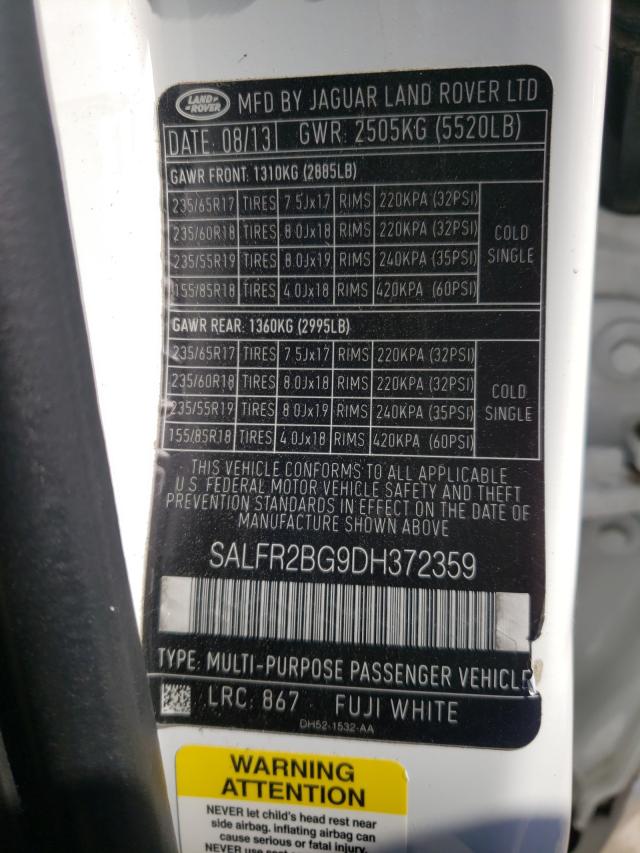 LAND ROVER MFD BY JAGUAR LAND ROVER LTD
DATE: 08/13 GWR: 2505KG (5520LB)
GAWR FRONT: 1310KG (2885LB)
235/65R17 TIRES 7.5Jx17 RIMS 220KPA (32PSI)
235/60R18 TIRES 8.0Jx18 RIMS 220KPA (32PSI)
235/55R19 TIRES 8.0Jx19 RIMS 240KPA (35PSI)
155/85R18 TIRES 4.0Jx18 RIMS 420KPA (60PSI)
COLD
SINGLE
GAWR REAR: 1360KG (2995LB)
235/65R17 TIRES 7.5Jx17 RIMS 220KPA (32PSI)
235/60R18 TIRES 8.0Jx18 RIMS 220KPA (32PSI)
235/55R19 TIRES 8.0Jx19 RIMS 240KPA (35PSI)
155/85R18 TIRES 4.0Jx18 RIMS 420KPA (60PSI)
COLD
SINGLE
THIS VEHICLE CONFORMS TO ALL APPLICABLE
U.S. FEDERAL MOTOR VEHICLE SAFETY AND THEFT
PREVENTION STANDARDS IN EFFECT ON THE DATE
OF MANUFACTURE SHOWN ABOVE
SALFR2BG9DH372359
TYPE: MULTI-PURPOSE PASSENGER VEHICLE
LRC: 867 FUJI WHITE
DH52-1532-AA
WARNING
ATTENTION
NEVER let child's head rest near
side airbag. inflating airbag can
cause serious or fatal injury.
NEVER use